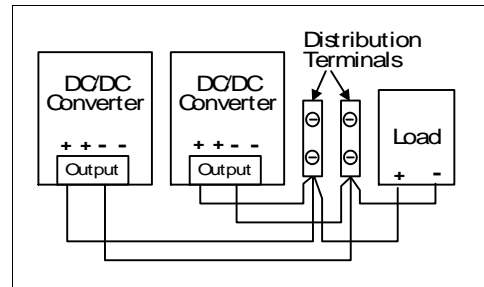 Distribution
Terminals
DC/DC
Converter
+ + - -
Output
DC/DC
Converter
+ + - -
Output
Load
+ -